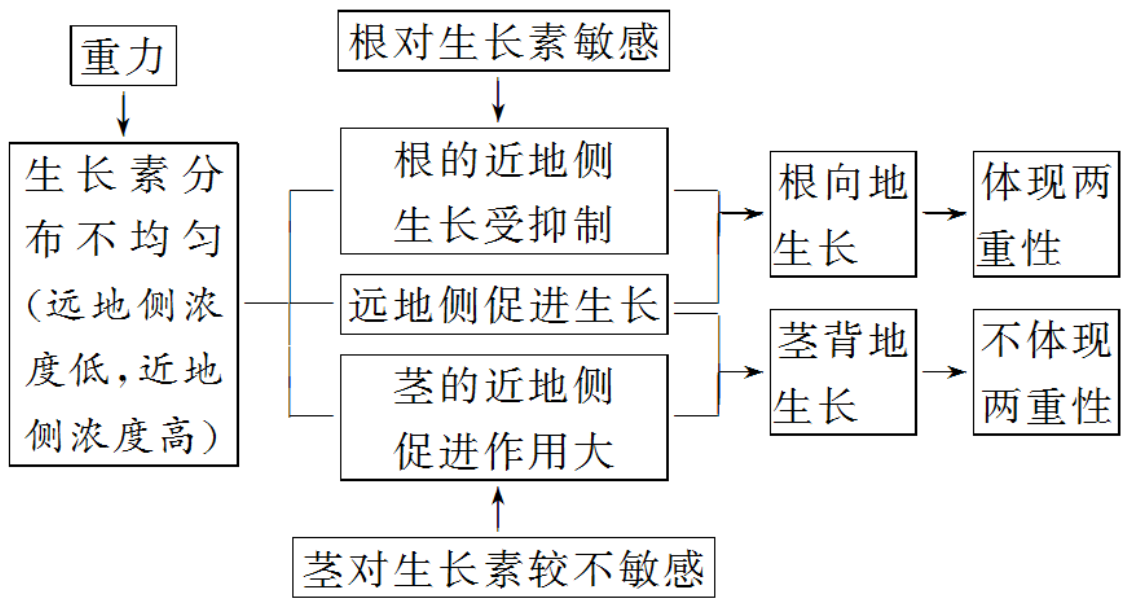 重力
根对生长素敏感
生长素分
布不均匀
(远地侧浓
度低,近地
侧浓度高)
根的近地侧
生长受抑制
远地侧促进生长
茎的近地侧
促进作用大
茎对生长素较不敏感
根向地
生长
体现两
重性
茎背地
生长
不体现
两重性